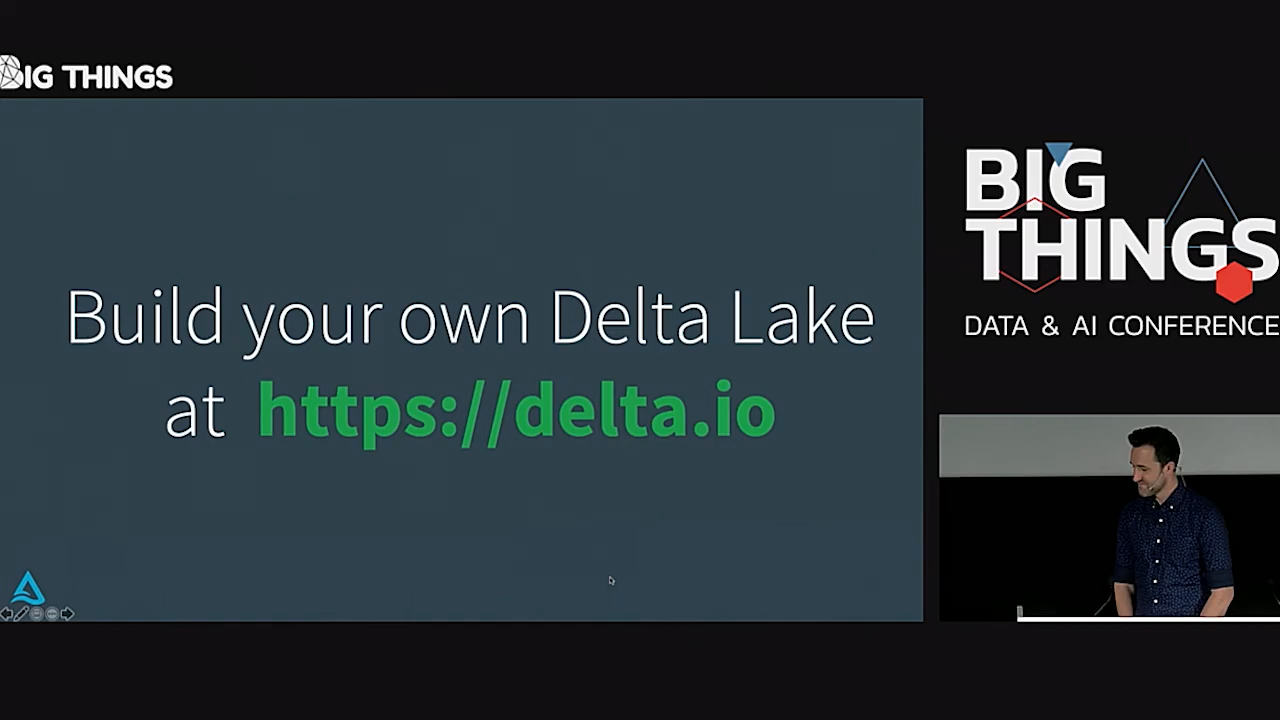 BIG THINGS
Build your own Delta Lake
at https://delta.io
BIG
THINGS
DATA & AI CONFERENCE